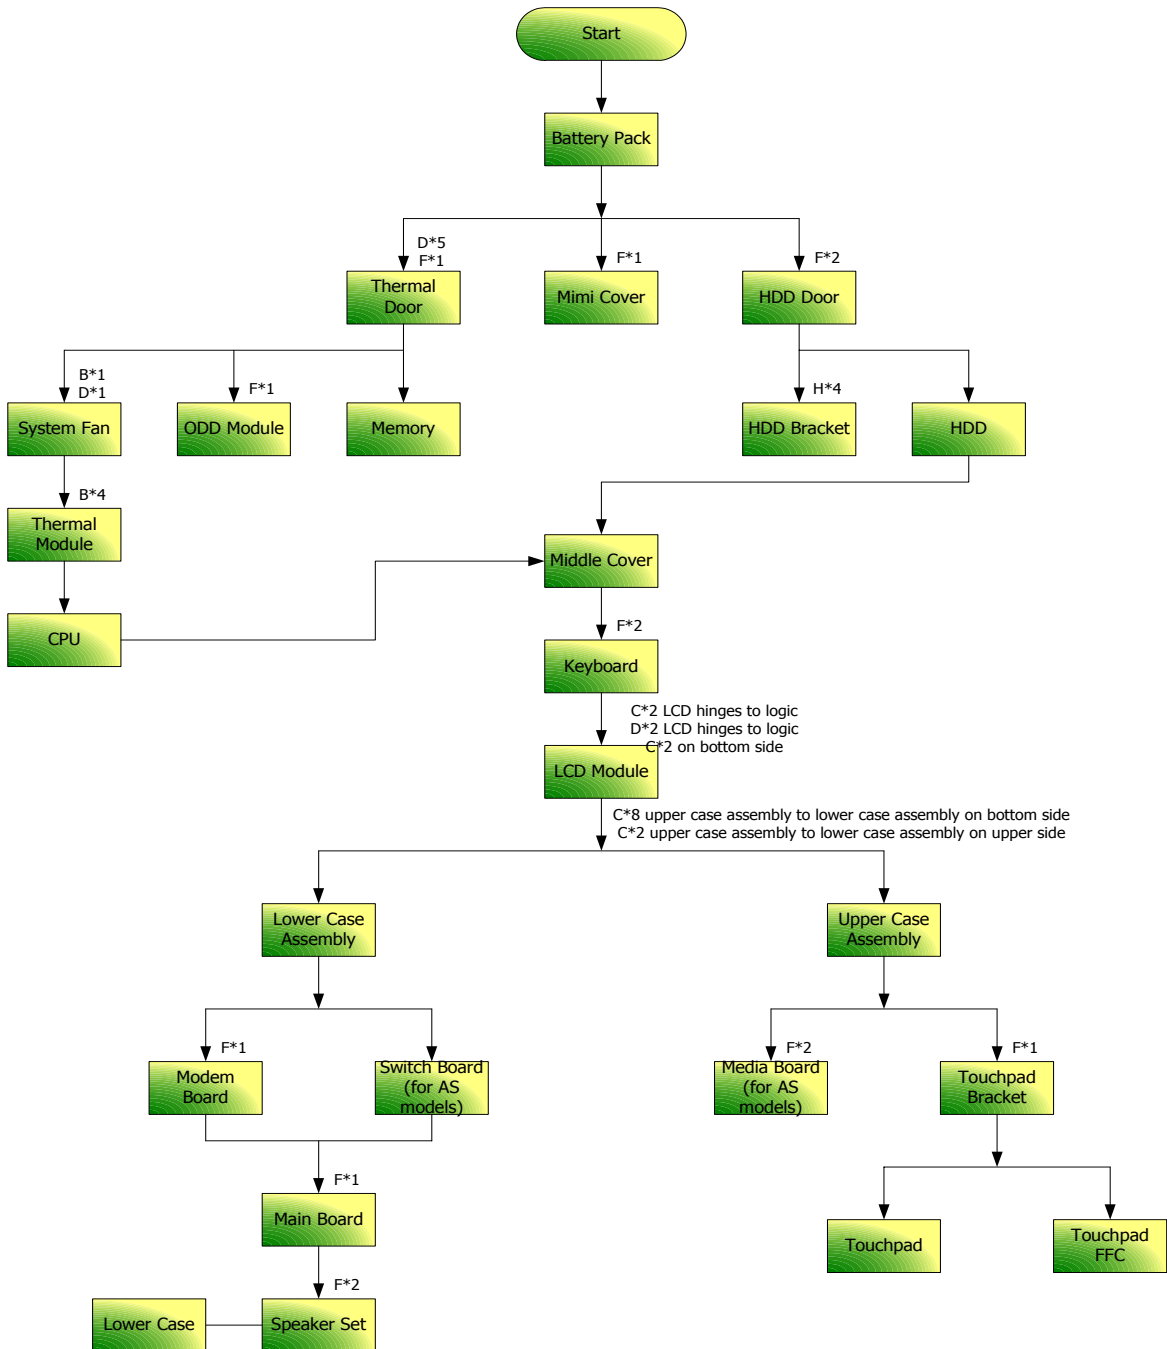 Start
Battery Pack
D*5
F*1
F*1
F*2
Thermal
Door
Mimi Cover
HDD Door
B*1
D*1
F*1
H*4
System Fan
ODD Module
Memory
HDD Bracket
HDD
B*4
Thermal
Module
Middle Cover
CPU
F*2
Keyboard
C*2 LCD hinges to logic
D*2 LCD hinges to logic
C*2 on bottom side
LCD Module
C*8 upper case assembly to lower case assembly on bottom side
C*2 upper case assembly to lower case assembly on upper side
Lower Case
Assembly
Upper Case
Assembly
F*1
F*2
F*1
Modem
Board
Switch Board
(for AS
models)
Media Board
(for AS
models)
Touchpad
Bracket
F*1
Main Board
Touchpad
Touchpad
FFC
F*2
Lower Case
Speaker Set